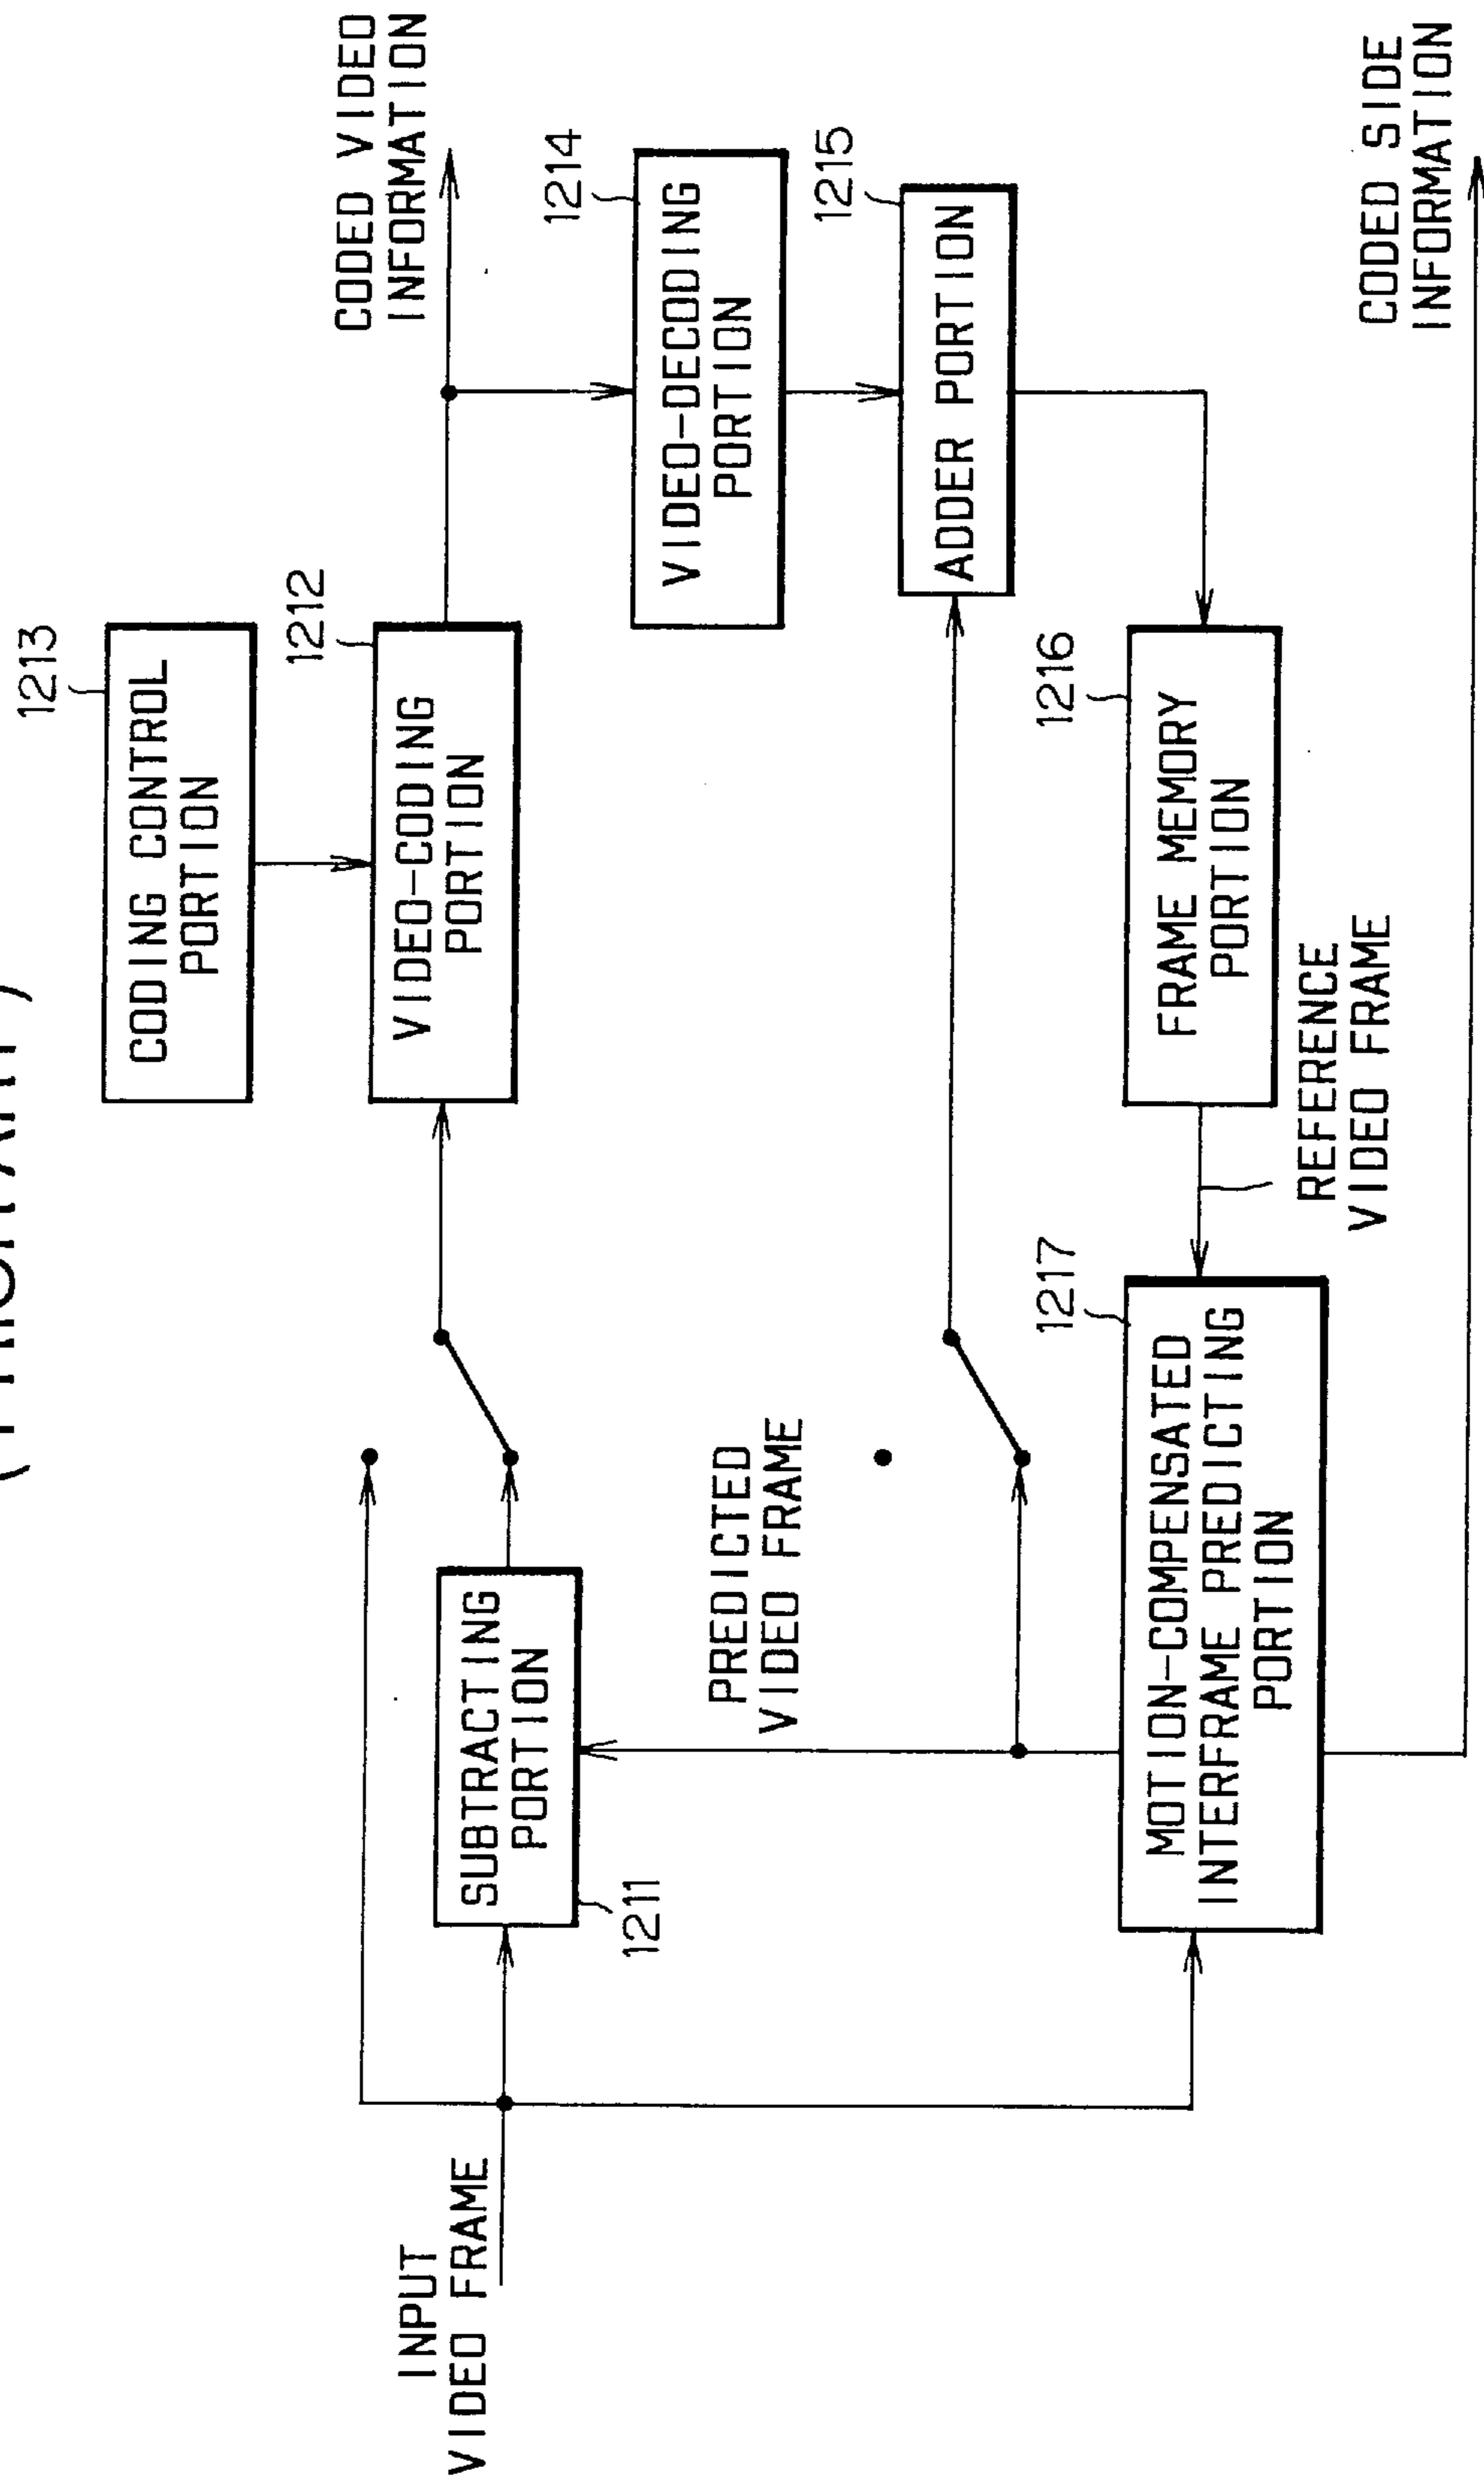 1213
CODING CONTROL
PORTION
1212
VIDEO-CODING
PORTION
CODED VIDEO
INFORMATION
INPUT
VIDEO FRAME
SUBTRACTING
PORTION
1211
1214
VIDEO-DECODING
PORTION
PREDICTED
VIDEO FRAME
1215
ADDER PORTION
1217
MOTION-COMPENSATED
INTERFRAME PREDICTING
PORTION
1216
FRAME MEMORY
PORTION
REFERENCE
VIDEO FRAME
CODED SIDE
INFORMATION